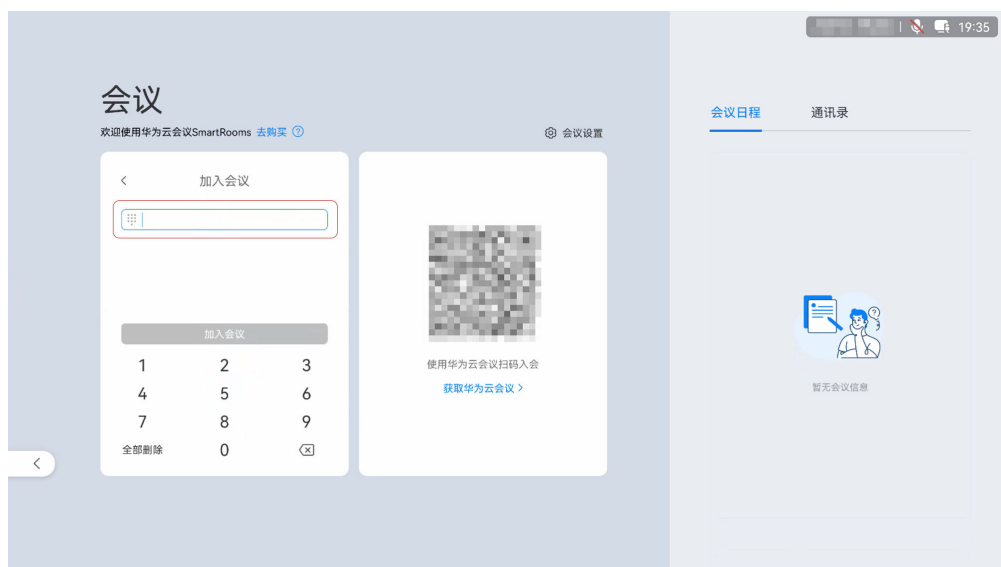 19:35
会议
欢迎使用华为云会议SmartRooms 去购买
会议设置
会议日程 通讯录
加入会议
加入会议
1 2 3
4 5 6
7 8 9
全部删除 0
使用华为云会议扫码入会
获取华为云会议
暂无会议信息